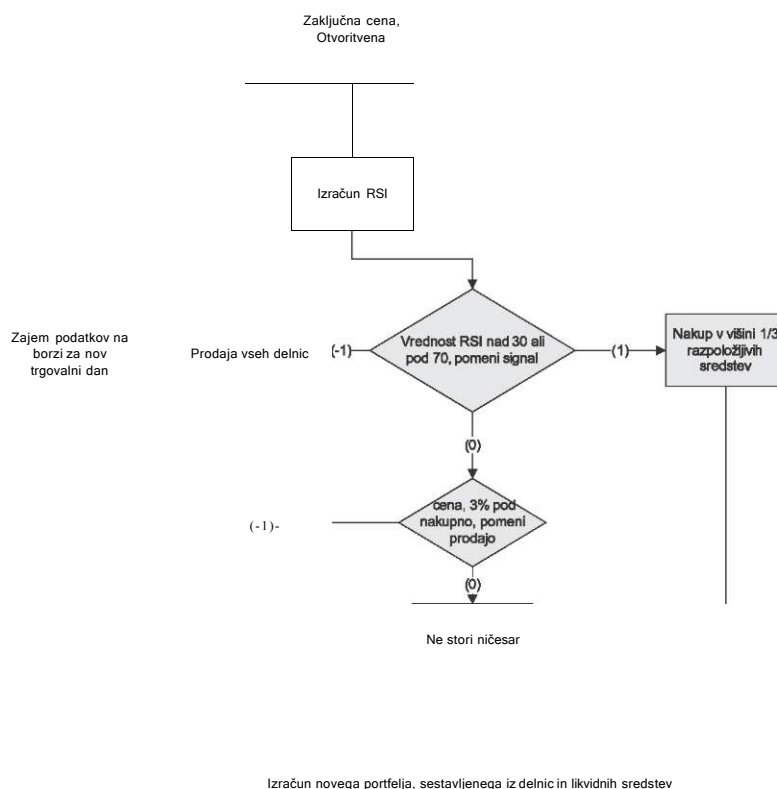 Zaključna cena,
Otvoritvena
Izračun RSI
Zajem podatkov na
borzi za nov
trgovalni dan
Prodaja vseh delnic
(-1)
Vrednost RSI nad 30 ali
pod 70, pomeni signal
(1)
Nakup v višini 1/3
razpoložljivih
sredstev
(0)
(-1)-
cena, 3% pod
nakupno, pomeni
prodajo
(0)
Ne stori ničesar
Izračun novega portfelja, sestavljenega iz delnic in likvidnih sredstev